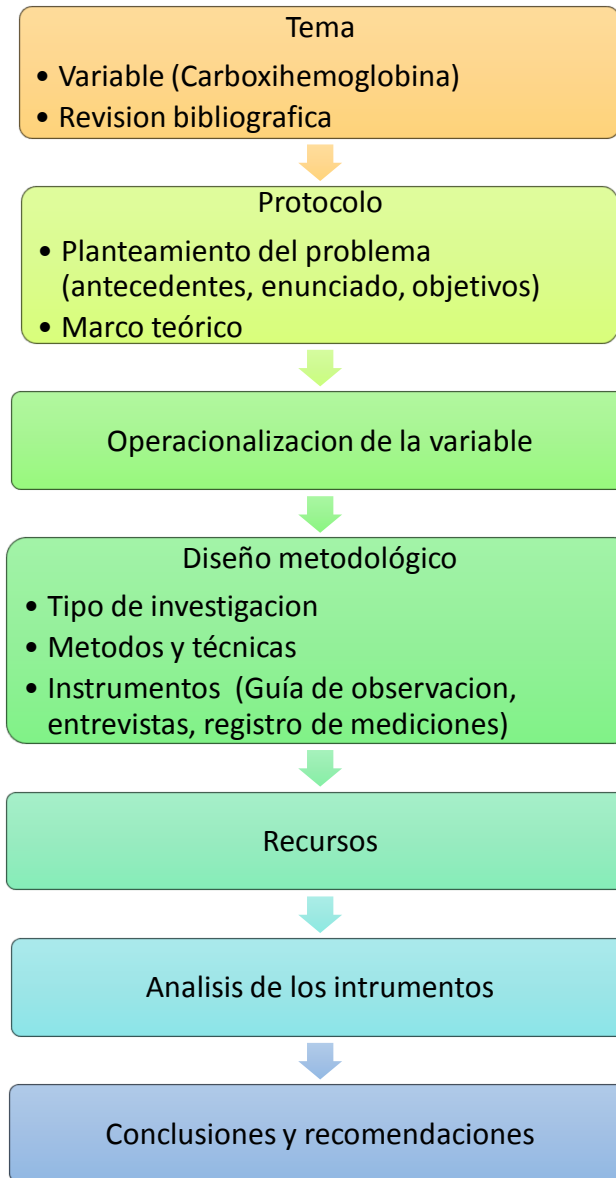 Tema
• Variable (Carboxihemoglobina)
• Revision bibliografica
Protocolo
• Planteamiento del problema
(antecedentes, enunciado, objetivos)
• Marco teórico
Operacionalizacion de la variable
Diseño metodológico
• Tipo de investigacion
• Metodos y técnicas
• Instrumentos (Guía de observacion,
entrevistas, registro de mediciones)
Recursos
Analisis de los intrumentos
Conclusiones y recomendaciones